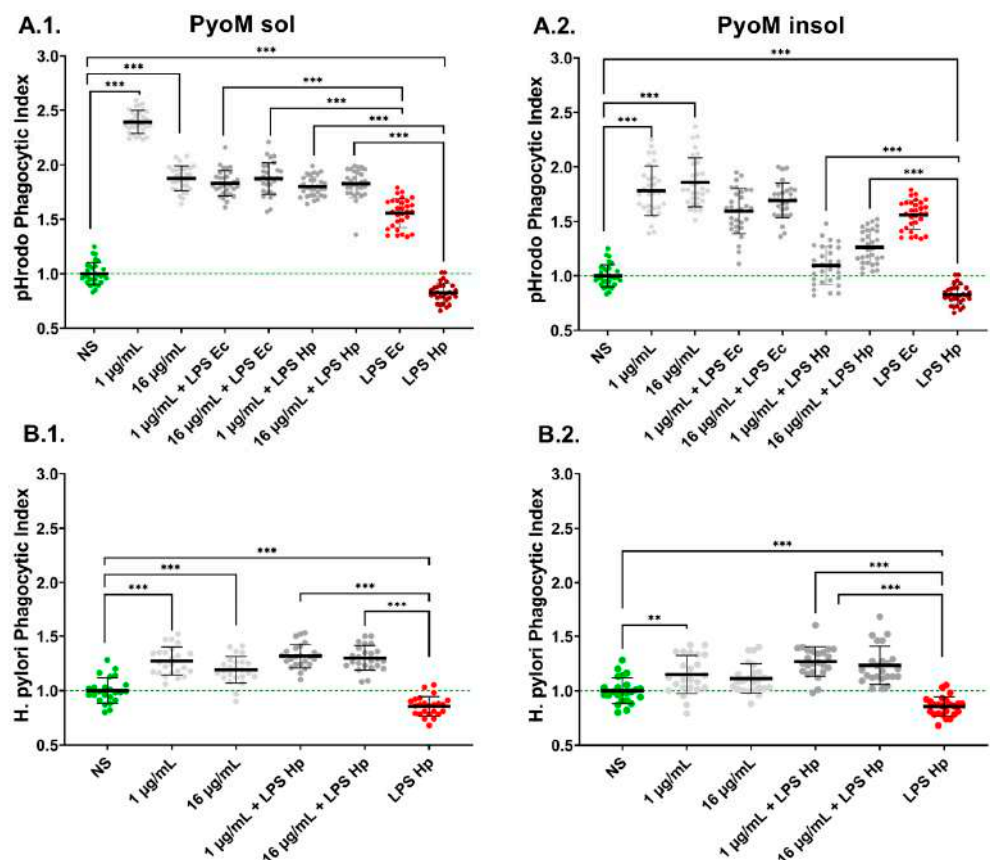 A.1.
PyoM sol
pHrodo Phagocytic Index
3.0
2.5
2.0
1.5
1.0
0.5
***
***
***
***
***
***
***
NS
1 µg/mL
16 µg/mL
1 µg/mL + LPS Ec
16 µg/mL + LPS Ec
1 µg/mL + LPS Hp
16 µg/mL + LPS Hp
LPS Ec
LPS Hp
A.2.
PyoM insol
pHrodo Phagocytic Index
3.0
2.5
2.0
1.5
1.0
0.5
***
***
***
***
***
NS
1 µg/mL
16 µg/mL
1 µg/mL + LPS Ec
16 µg/mL + LPS Ec
1 µg/mL + LPS Hp
16 µg/mL + LPS Hp
LPS Ec
LPS Hp
B.1.
H. pylori Phagocytic Index
3.0
2.5
2.0
1.5
1.0
0.5
***
***
***
***
***
NS
1 µg/mL
16 µg/mL
1 µg/mL + LPS Hp
16 µg/mL + LPS Hp
LPS Hp
B.2.
H. pylori Phagocytic Index
3.0
2.5
2.0
1.5
1.0
0.5
***
***
***
**
NS
1 µg/mL
16 µg/mL
1 µg/mL + LPS Hp
16 µg/mL + LPS Hp
LPS Hp